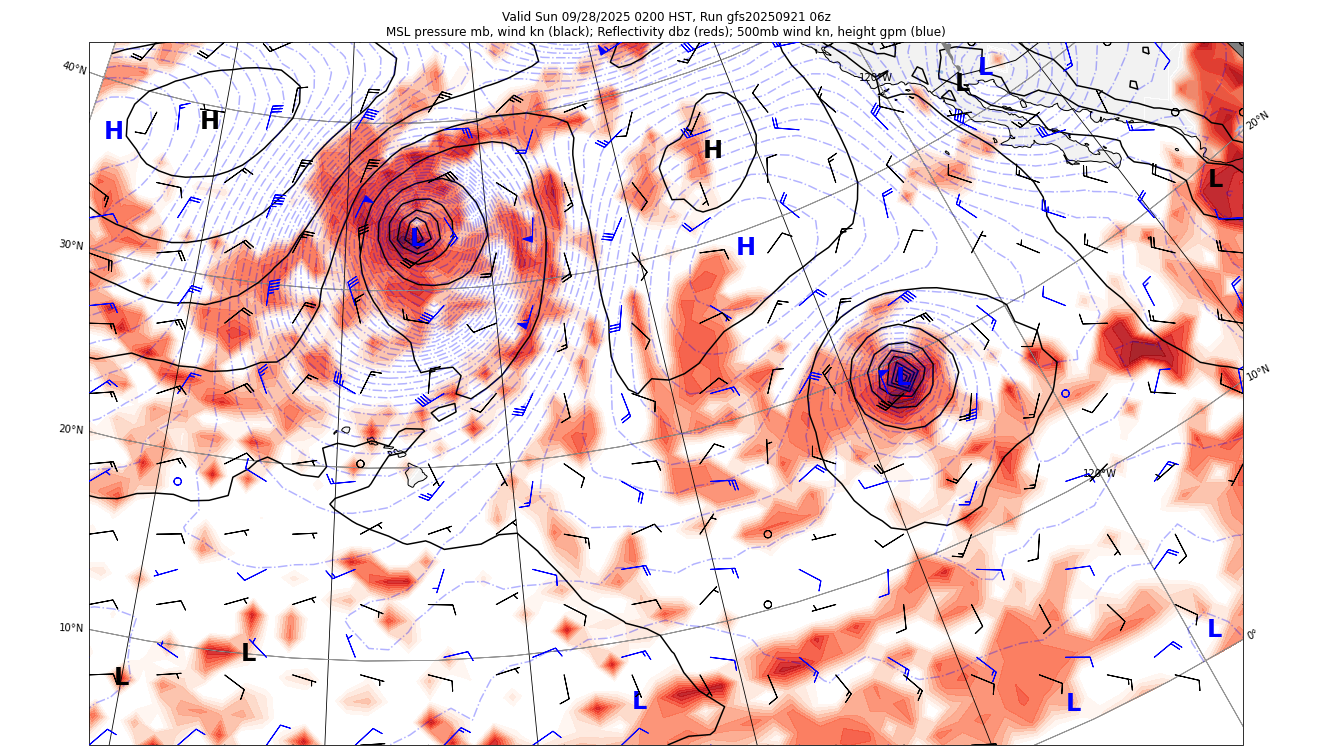 Valid Sun 09/28/2025 0200 HST, Run gfs20250921 06z
MSL pressure mb, wind kn (black); Reflectivity dbz (reds); 500mb wind kn, height gpm (blue)
40°N
120°W
L
L
20°N
H
H
H
L
30°N
L
H
L
10°N
20°N
120°W
10°N
L
0°
L
L
L
L